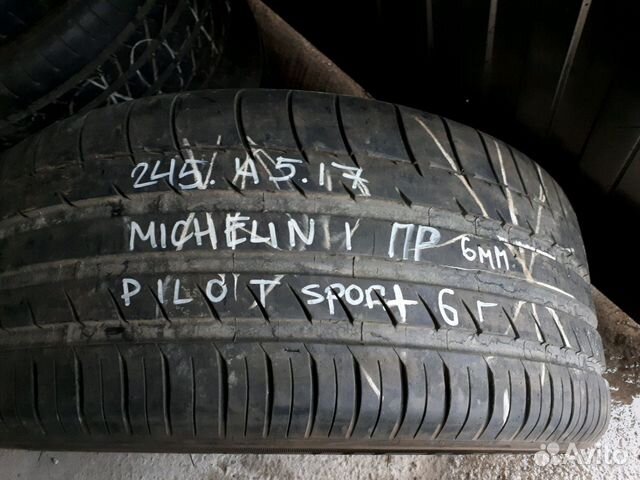 245. 45.17
MICHELIN 1 ПР 6мм.
PILOT SPORT 6 г
Avito